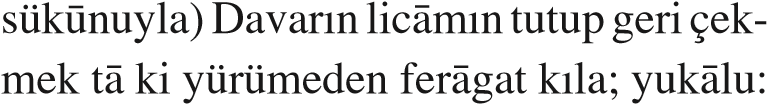 sükūnuyla) Davarın licāmın tutup geri çek-
mek tā ki yürümeden ferāgat kıla; yukālu: